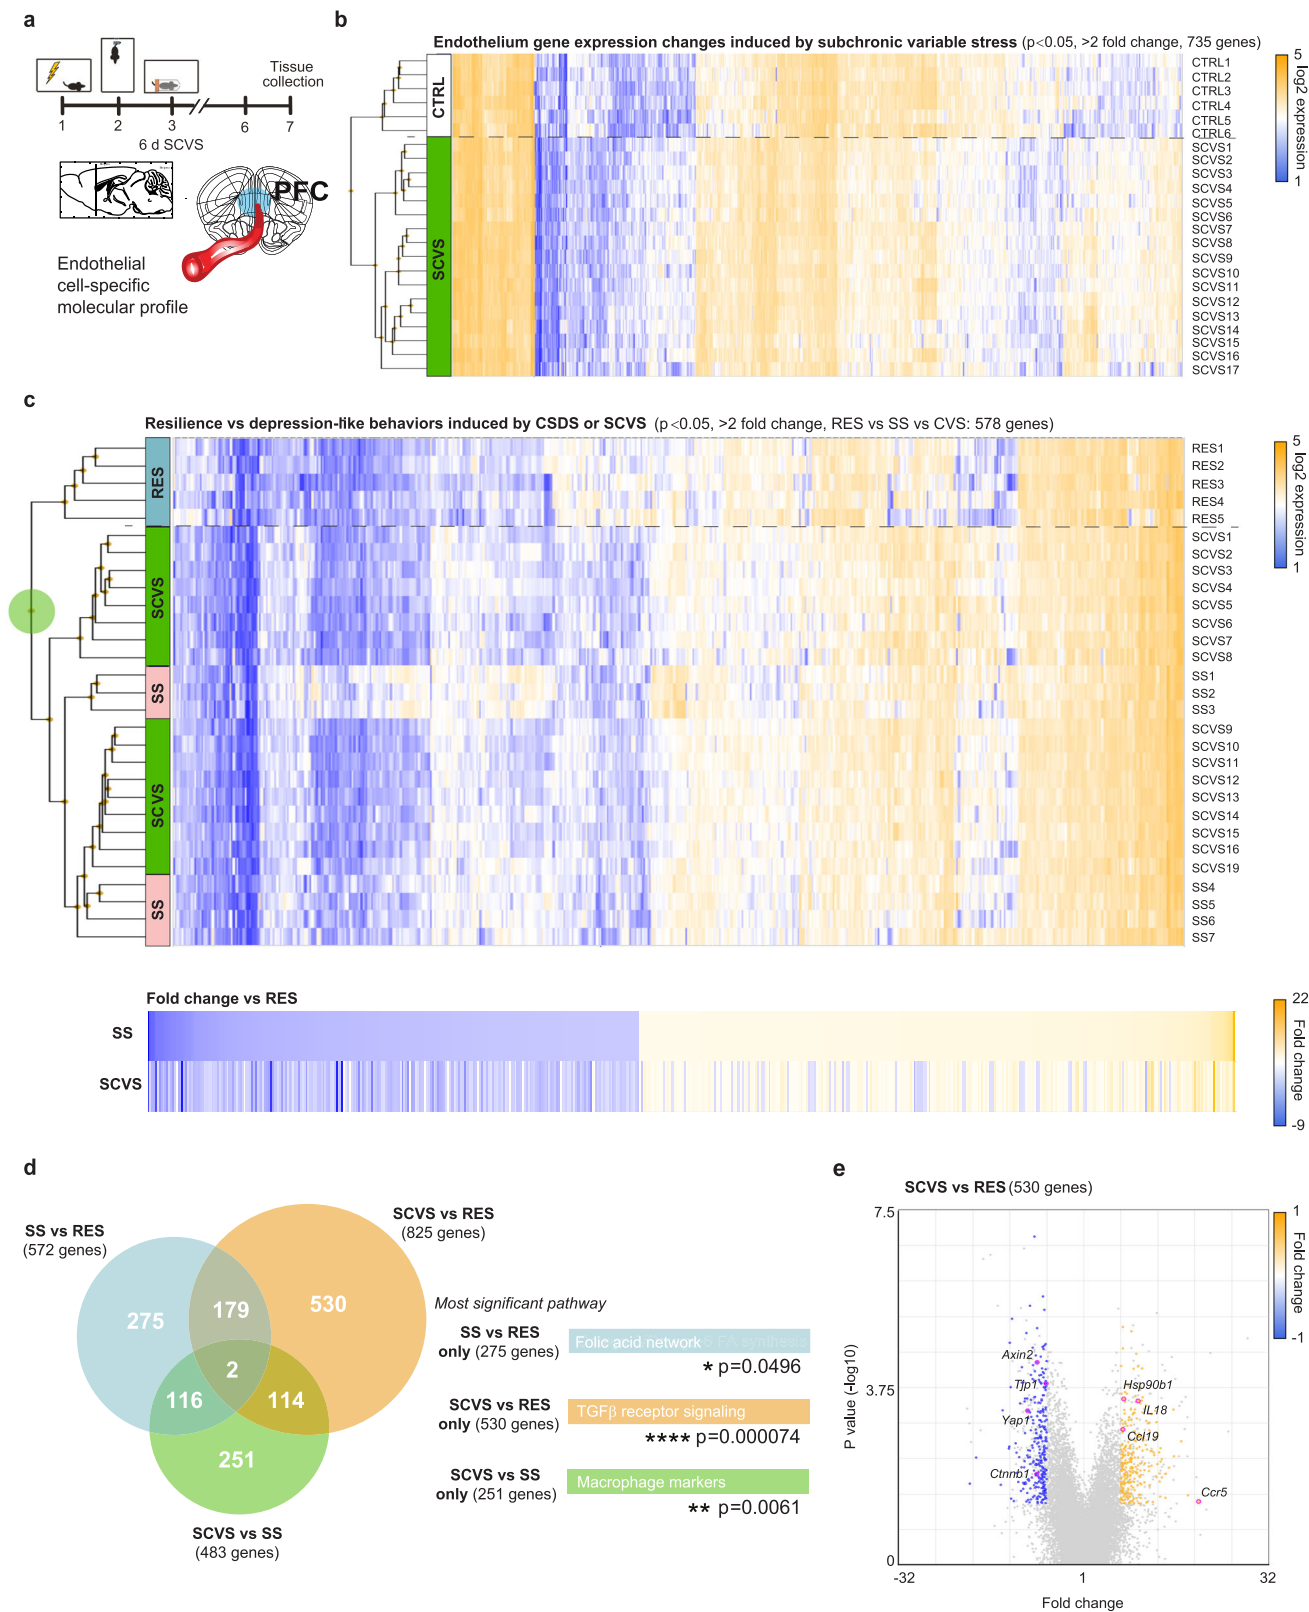 a
Tissue
collection
1
2
3
6
7
6 d SCVS
PFC
Endothelial
cell-specific
molecular profile
b
Endothelium gene expression changes induced by subchronic variable stress (p<0.05, >2 fold change, 735 genes)
CTRL
SCVS
CTRL1
CTRL2
CTRL3
CTRL4
CTRL5
CTRL6
SCVS1
SCVS2
SCVS3
SCVS4
SCVS5
SCVS6
SCVS7
SCVS8
SCVS9
SCVS10
SCVS11
SCVS12
SCVS13
SCVS14
SCVS15
SCVS16
SCVS17
5
log2 expression
1
c
Resilience vs depression-like behaviors induced by CSDS or SCVS (p<0.05, >2 fold change, RES vs SS vs CVS: 578 genes)
RES
SCVS
SS
SCVS
SS
RES1
RES2
RES3
RES4
RES5
SCVS1
SCVS2
SCVS3
SCVS4
SCVS5
SCVS6
SCVS7
SCVS8
SS1
SS2
SS3
SCVS9
SCVS10
SCVS11
SCVS12
SCVS13
SCVS14
SCVS15
SCVS16
SCVS19
SS4
SS5
SS6
SS7
5
log2 expression
1
Fold change vs RES
SS
SCVS
22
Fold change
-9
d
SS vs RES
(572 genes)
SCVS vs RES
(825 genes)
275
179
530
2
116
114
251
SCVS vs SS
(483 genes)
Most significant pathway
SS vs RES
only (275 genes)
Folic acid network
* p=0.0496
SCVS vs RES
only (530 genes)
TGFβ receptor signaling
**** p=0.000074
SCVS vs SS
only (251 genes)
Macrophage markers
** p=0.0061
e
SCVS vs RES (530 genes)
7.5
3.75
0
P value (-log10)
Axin2
Tjp1
Yap1
Ctnnb1
Hsp90b1
IL18
Ccl19
Ccr5
-32
1
32
Fold change
1
Fold change
-1